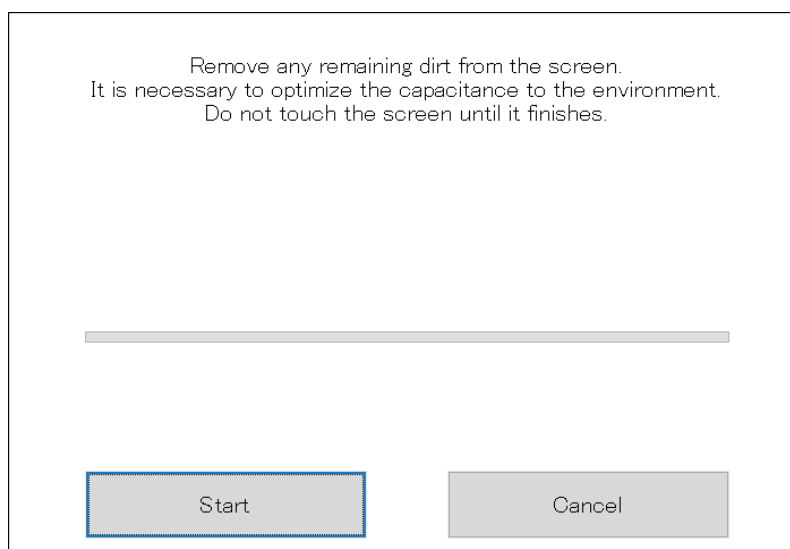 Remove any remaining dirt from the screen.
It is necessary to optimize the capacitance to the environment.
Do not touch the screen until it finishes.
Start
Cancel